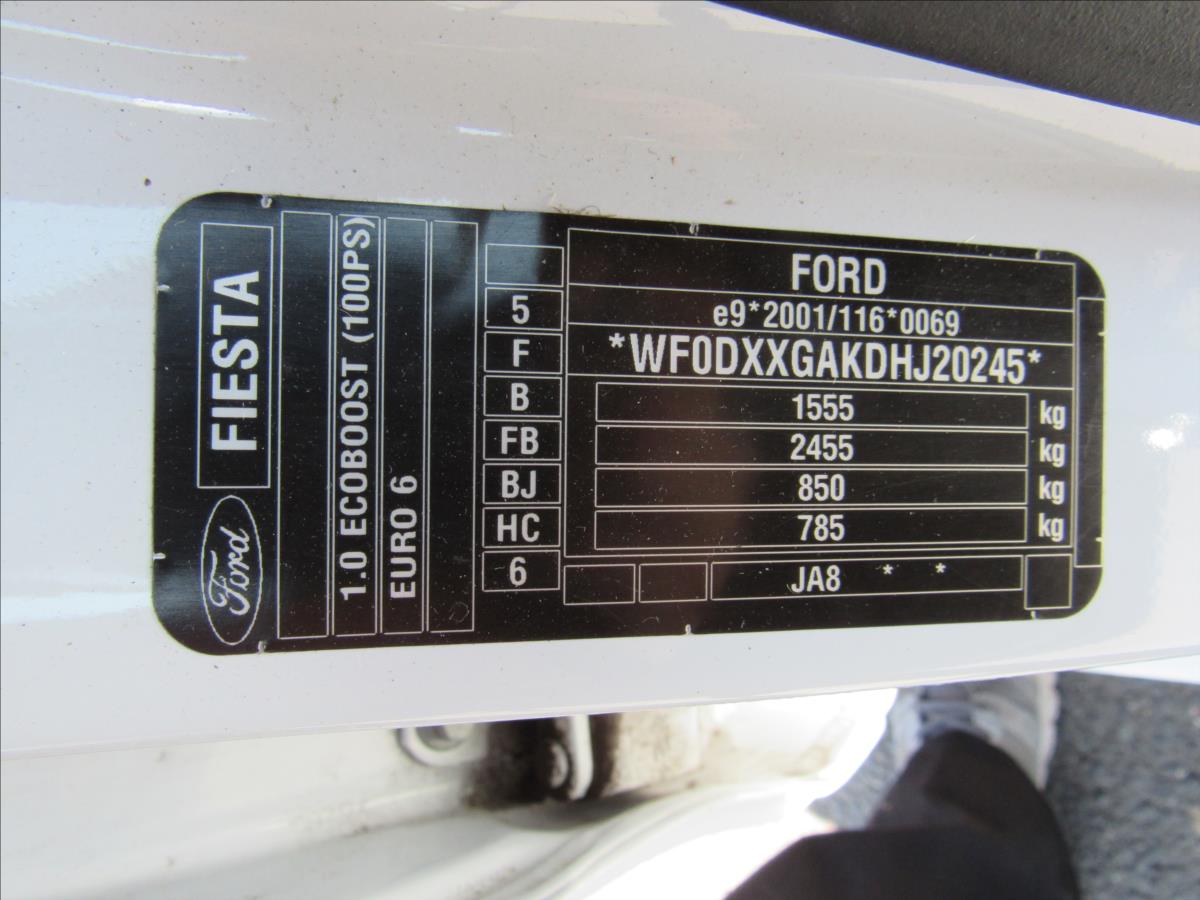 FIESTA
Ford
1.0 ECOBOOST (100PS)
EURO 6
FORD
5 e9*2001/116*0069
F *WF0DXXGAKDHJ20245*
B 1555 kg
FB 2455 kg
BJ 850 kg
HC 785 kg
6 JA8 * *